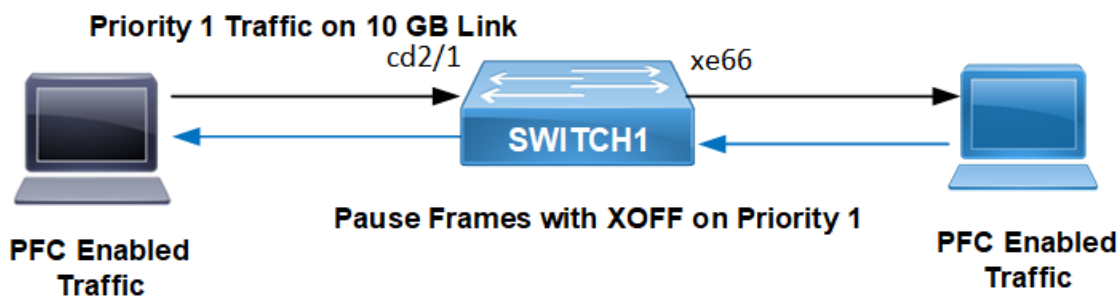 Priority 1 Traffic on 10 GB Link
cd2/1
xe66
SWITCH1
Pause Frames with XOFF on Priority 1
PFC Enabled
Traffic
PFC Enabled
Traffic